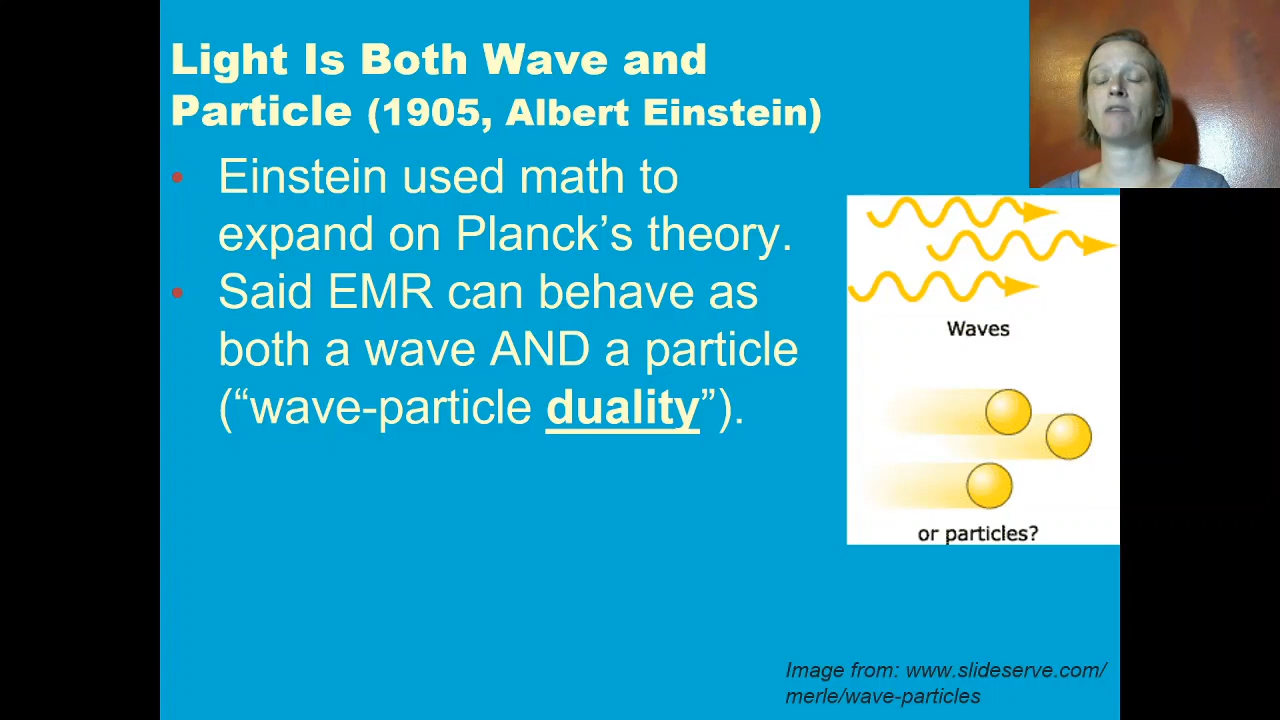 Light Is Both Wave and
Particle (1905, Albert Einstein)
• Einstein used math to
expand on Planck’s theory.
• Said EMR can behave as
both a wave AND a particle
(“wave-particle duality”).
Waves
or particles?
Image from: www.slideserve.com/
merle/wave-particles